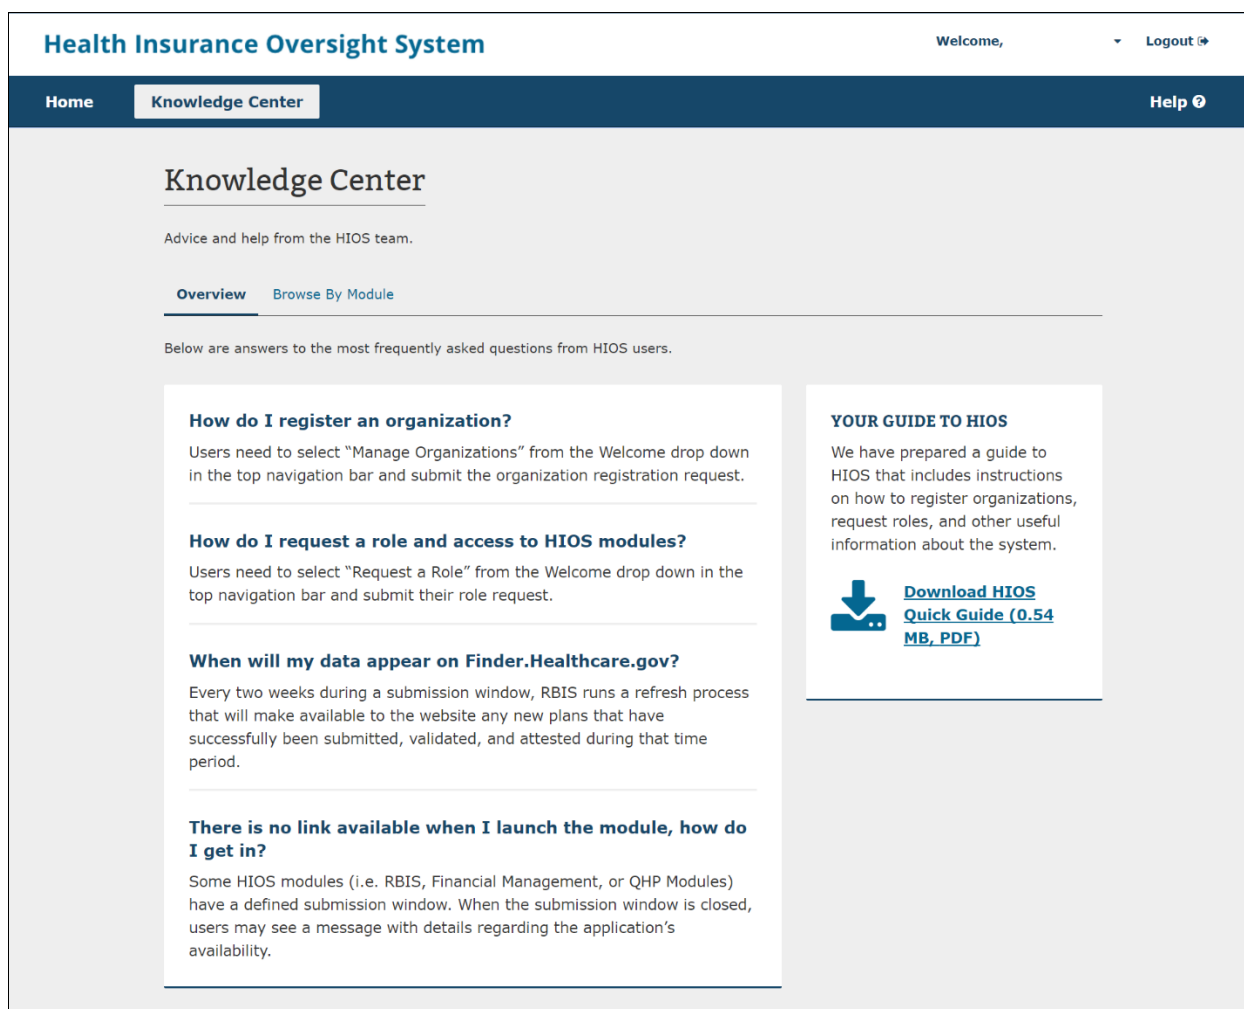 Health Insurance Oversight System
Welcome,
Logout
Home
Knowledge Center
Help
Knowledge Center
Advice and help from the HIOS team.
Overview
Browse By Module
Below are answers to the most frequently asked questions from HIOS users.
How do I register an organization?
Users need to select “Manage Organizations” from the Welcome drop down
in the top navigation bar and submit the organization registration request.
How do I request a role and access to HIOS modules?
Users need to select “Request a Role” from the Welcome drop down in the
top navigation bar and submit their role request.
When will my data appear on Finder.Healthcare.gov?
Every two weeks during a submission window, RBIS runs a refresh process
that will make available to the website any new plans that have
successfully been submitted, validated, and attested during that time
period.
There is no link available when I launch the module, how do
I get in?
Some HIOS modules (i.e. RBIS, Financial Management, or QHP Modules)
have a defined submission window. When the submission window is closed,
users may see a message with details regarding the application’s
availability.
YOUR GUIDE TO HIOS
We have prepared a guide to
HIOS that includes instructions
on how to register organizations,
request roles, and other useful
information about the system.
Download HIOS
Quick Guide (0.54
MB, PDF)